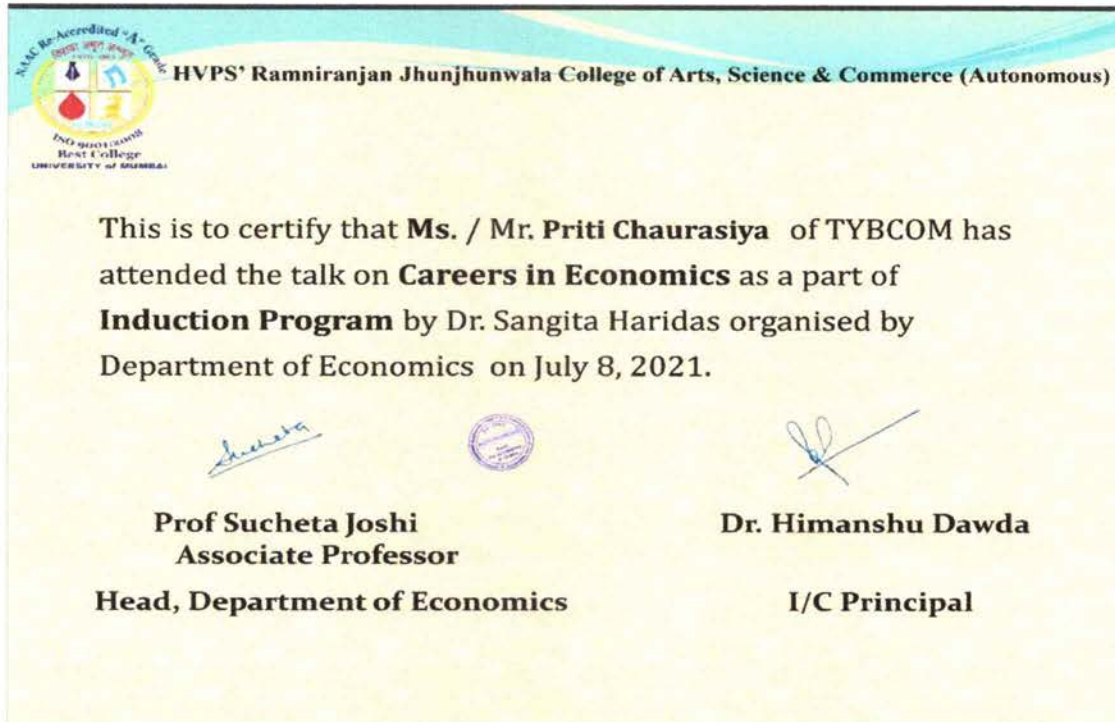 NAAC Re-Accredited "A" Grade
HVPS' Ramniranjan Jhunjhunwala College of Arts, Science & Commerce (Autonomous)
ISO 9001:2008
Best College
UNIVERSITY of MUMBAI
This is to certify that Ms. / Mr. Priti Chaurasiya of TYBCOM has
attended the talk on Careers in Economics as a part of
Induction Program by Dr. Sangita Haridas organised by
Department of Economics on July 8, 2021.
Sucheta
Prof Sucheta Joshi
Associate Professor
Head, Department of Economics
Dr. Himanshu Dawda
I/C Principal